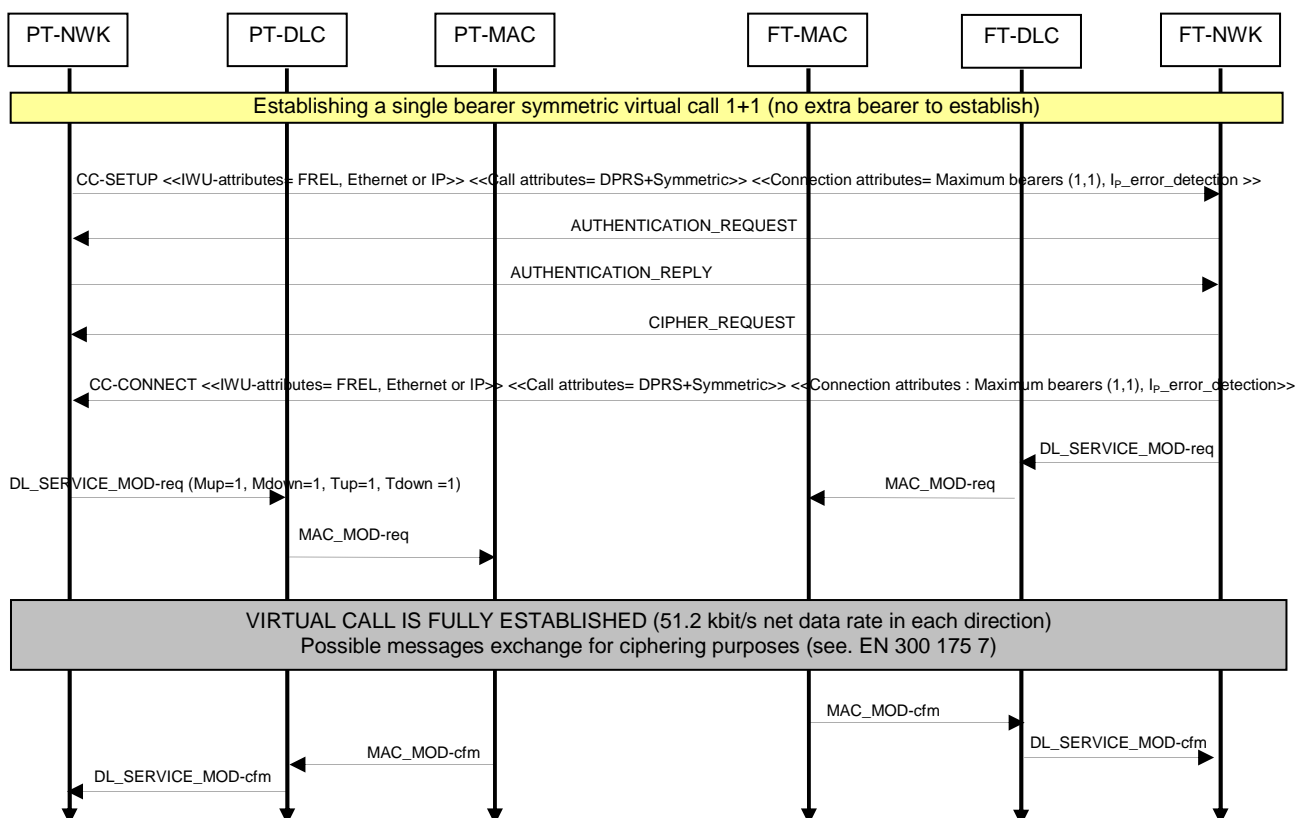 PT-NWK
PT-DLC
PT-MAC
FT-MAC
FT-DLC
FT-NWK
Establishing a single bearer symmetric virtual call 1+1 (no extra bearer to establish)
CC-SETUP <<IWU-attributes= FREL, Ethernet or IP>> <<Call attributes= DPRS+Symmetric>> <<Connection attributes= Maximum bearers (1,1), IP_error_detection >>
AUTHENTICATION_REQUEST
AUTHENTICATION_REPLY
CIPHER_REQUEST
CC-CONNECT <<IWU-attributes= FREL, Ethernet or IP>> <<Call attributes= DPRS+Symmetric>> <<Connection attributes : Maximum bearers (1,1), IP_error_detection>>
DL_SERVICE_MOD-req
DL_SERVICE_MOD-req (Mup=1, Mdown=1, Tup=1, Tdown =1)
MAC_MOD-req
MAC_MOD-req
VIRTUAL CALL IS FULLY ESTABLISHED (51.2 kbit/s net data rate in each direction)
Possible messages exchange for ciphering purposes (see. EN 300 175 7)
MAC_MOD-cfm
DL_SERVICE_MOD-cfm
MAC_MOD-cfm
DL_SERVICE_MOD-cfm